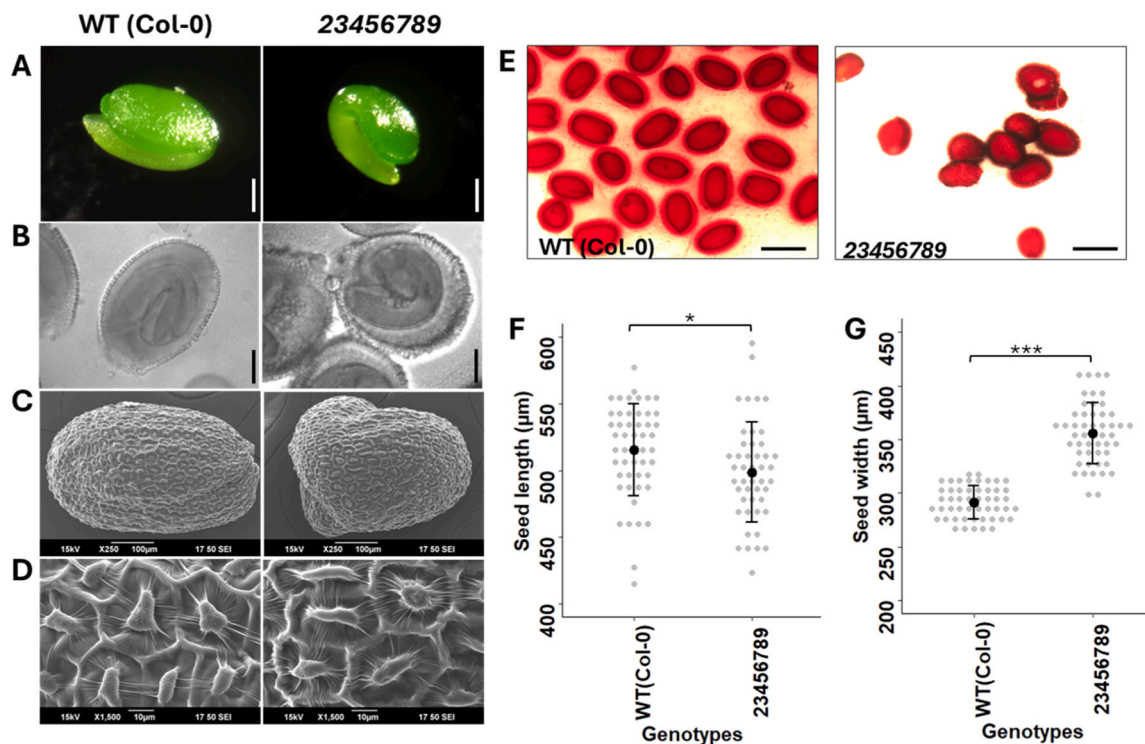 WT (Col-0) 23456789
A
B
C
15kV X250 100µm 17 50 SEI
15kV X250 100µm 17 50 SEI
D
15kV X1,500 10µm 17 50 SEI
15kV X1,500 10µm 17 50 SEI
E
WT (Col-0)
23456789
F
*
Seed length (µm)
600
550
500
450
400
WT(Col-0)
23456789
Genotypes
G
***
Seed width (µm)
450
400
350
300
250
200
WT(Col-0)
23456789
Genotypes